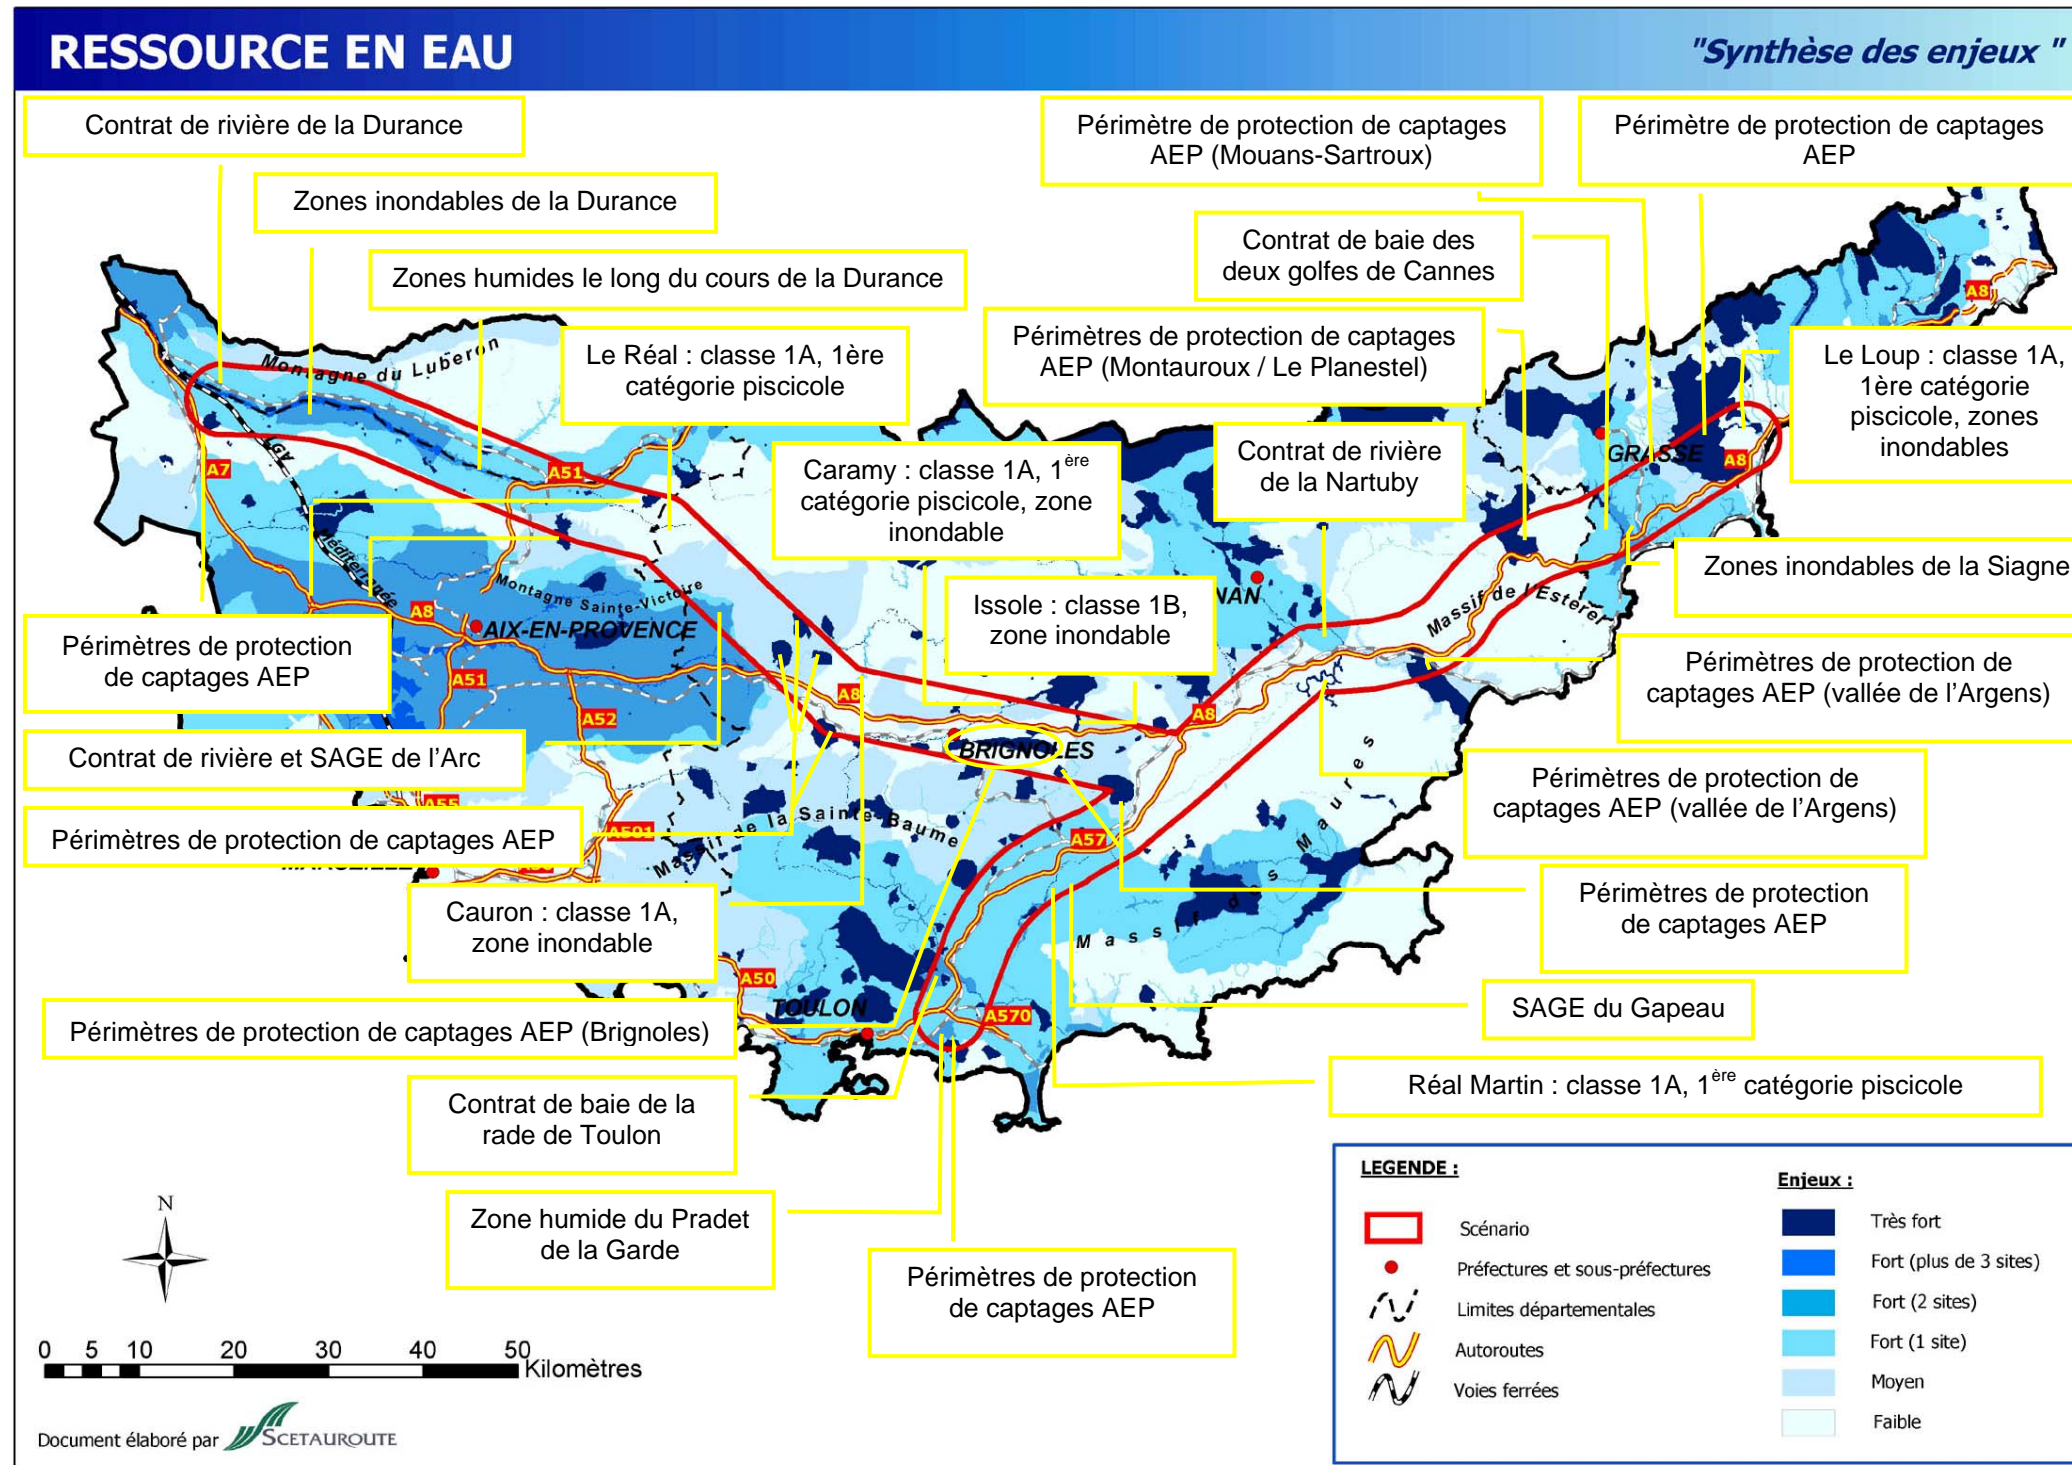 RESSOURCE EN EAU
"Synthèse des enjeux "
Contrat de rivière de la Durance
Périmètre de protection de captages
AEP (Mouans-Sartroux)
Périmètre de protection de captages
AEP
Zones inondables de la Durance
Contrat de baie des
deux golfes de Cannes
Zones humides le long du cours de la Durance
A8
Périmètres de protection de captages
AEP (Montauroux / Le Planestel)
Le Réal : classe 1A, 1ère
catégorie piscicole
Le Loup : classe 1A,
1ère catégorie
piscicole, zones
inondables
Montagne du Luberon
Contrat de rivière
de la Nartuby
GRASSE
A8
A7
LGV
Méditerranée
A51
Caramy : classe 1A, 1ère
catégorie piscicole, zone
inondable
Zones inondables de la Siagne
Montagne Sainte-Victoire
Issole : classe 1B,
zone inondable
NAN
Massif de l'Esterel
A8
AIX-EN-PROVENCE
Périmètres de protection
de captages AEP
Périmètres de protection de
captages AEP (vallée de l'Argens)
A51
A8
A52
A8
Contrat de rivière et SAGE de l'Arc
BRIGNOLES
Périmètres de protection de
captages AEP (vallée de l'Argens)
A55
Périmètres de protection de captages AEP
A501
Massif de la Sainte-Baume
A57
Massif des Maures
MARSEILLE
Périmètres de protection
de captages AEP
Cauron : classe 1A,
zone inondable
A50
TOULON
A570
SAGE du Gapeau
Périmètres de protection de captages AEP (Brignoles)
Réal Martin : classe 1A, 1ère catégorie piscicole
Contrat de baie de la
rade de Toulon
Zone humide du Pradet
de la Garde
Périmètres de protection
de captages AEP
N
0 5 10 20 30 40 50
Kilomètres
Document élaboré par SCETAUROUTE
LEGENDE :
Scénario
Préfectures et sous-préfectures
Limites départementales
Autoroutes
Voies ferrées
Enjeux :
Très fort
Fort (plus de 3 sites)
Fort (2 sites)
Fort (1 site)
Moyen
Faible